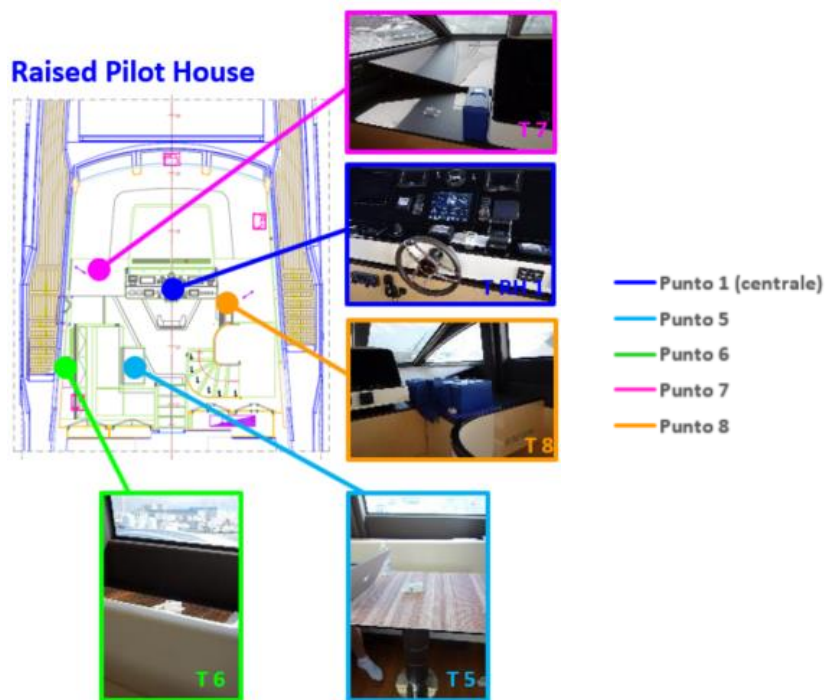 Raised Pilot House
T 7
T RH 1
T 8
T 6
T 5
Punto 1 (centrale)
Punto 5
Punto 6
Punto 7
Punto 8